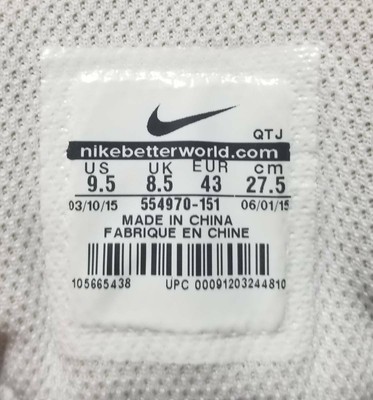 QTJ
nikebetterworld.com
US UK EUR cm
9.5 8.5 43 27.5
03/10/15 554970-151 06/01/15
MADE IN CHINA
FABRIQUE EN CHINE
105665438 UPC 00091203244810